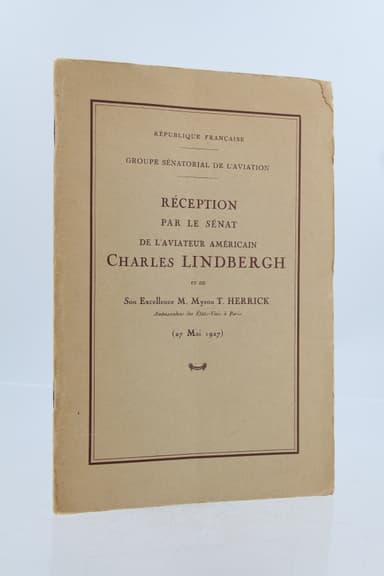 RÉPUBLIQUE FRANÇAISE
GROUPE SÉNATORIAL DE L'AVIATION
RÉCEPTION
PAR LE SÉNAT
DE L'AVIATEUR AMÉRICAIN
CHARLES LINDBERGH
ET DE
Son Excellence M. Myron T. HERRICK
Ambassadeur des États-Unis à Paris
(27 Mai 1927)